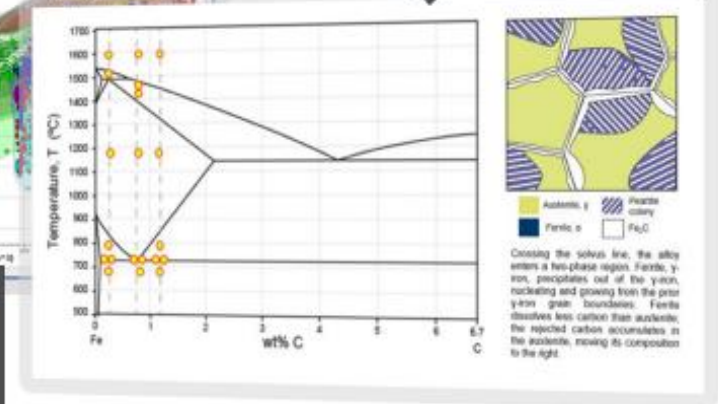 1700
1600
1500
1400
1300
1200
1100
1000
900
800
700
600
500
Temperature, T (°C)
0 1 2 3 4 5 6 6.7
Fe wt% C C
Austenite, γ Pearlite colony
Ferrite, α Fe₃C
Crossing the solvus line, the alloy
enters a two-phase region. Ferrite, γ-
iron, precipitates out of the γ-iron,
nucleating and growing from the prior
γ-iron grain boundaries. Ferrite
dissolves less carbon than austenite;
the rejected carbon accumulates in
the austenite, moving its composition
to the right.